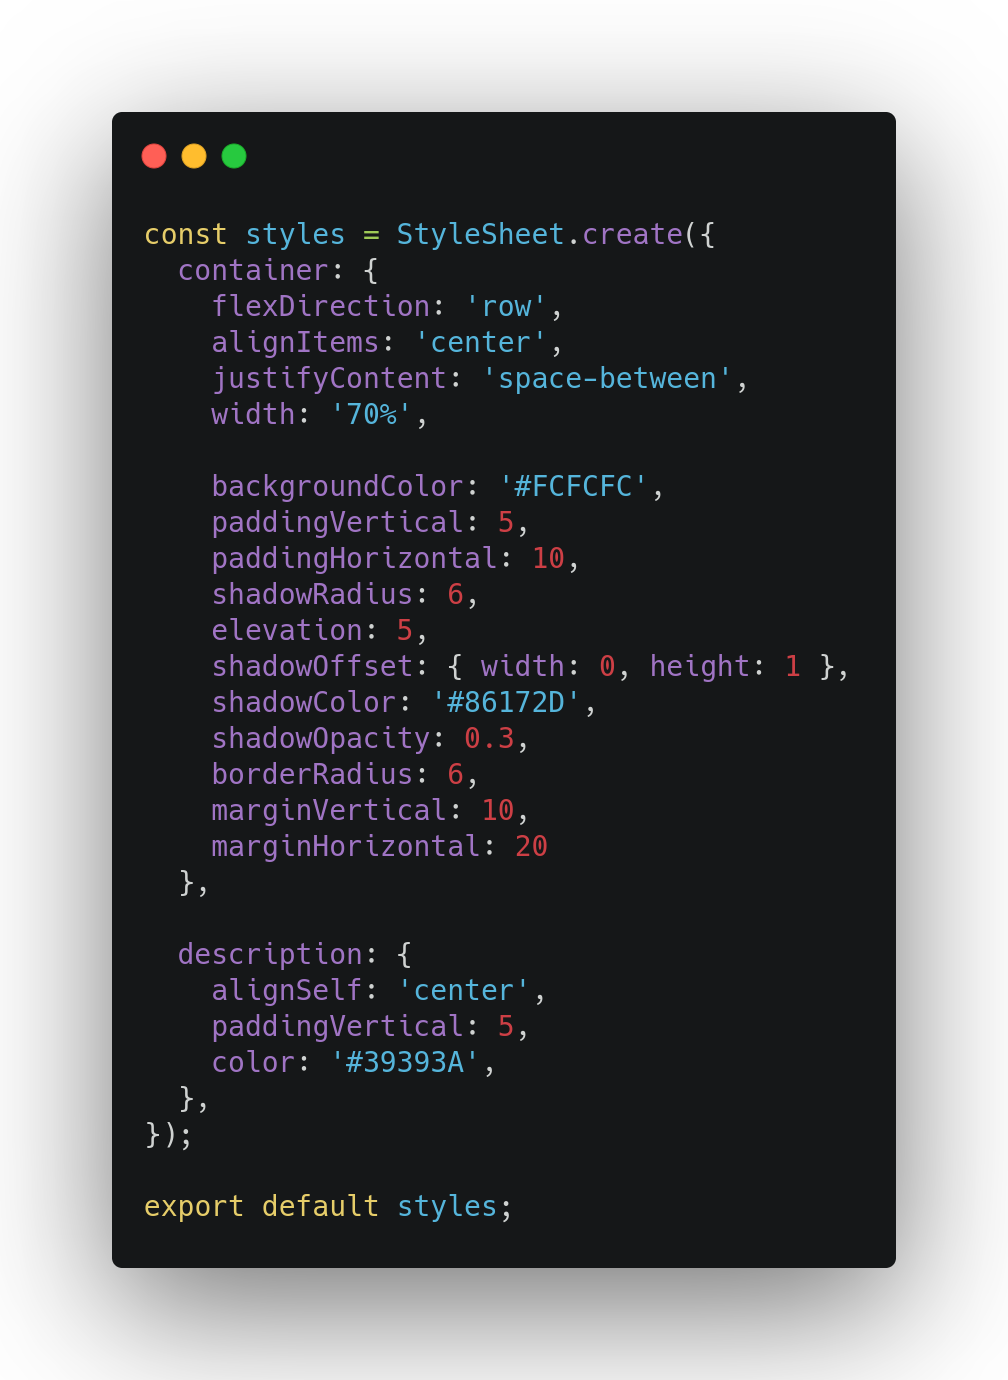 const styles = StyleSheet.create({
  container: {
    flexDirection: 'row',
    alignItems: 'center',
    justifyContent: 'space-between',
    width: '70%',

    backgroundColor: '#FCFCFC',
    paddingVertical: 5,
    paddingHorizontal: 10,
    shadowRadius: 6,
    elevation: 5,
    shadowOffset: { width: 0, height: 1 },
    shadowColor: '#86172D',
    shadowOpacity: 0.3,
    borderRadius: 6,
    marginVertical: 10,
    marginHorizontal: 20
  },

  description: {
    alignSelf: 'center',
    paddingVertical: 5,
    color: '#39393A',
  },
});

export default styles;